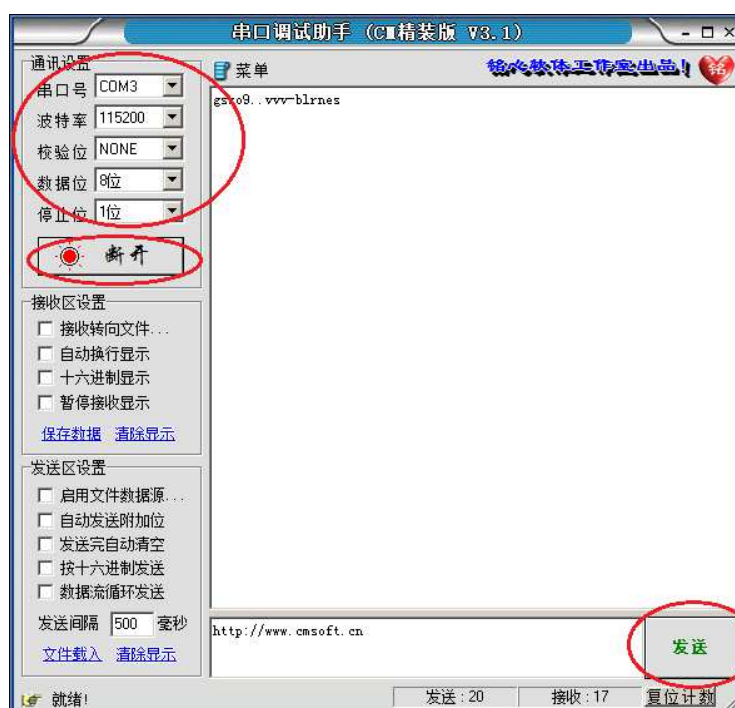 串口调试助手 (CM精装版 V3.1)
通讯设置
串口号 COM3
波特率 115200
校验位 NONE
数据位 8位
停止位 1位
断开
接收区设置
接收转向文件...
自动换行显示
十六进制显示
暂停接收显示
保存数据 清除显示
发送区设置
启用文件数据源...
自动发送附加位
发送完自动清空
按十六进制发送
数据流循环发送
发送间隔 500 毫秒
文件载入 清除显示
菜单
铭心软体工作室出品! 铭
gsro9..vvv-blrnes
http://www.cmsoft.cn
发送
就绪!
发送:20
接收:17
复位计数